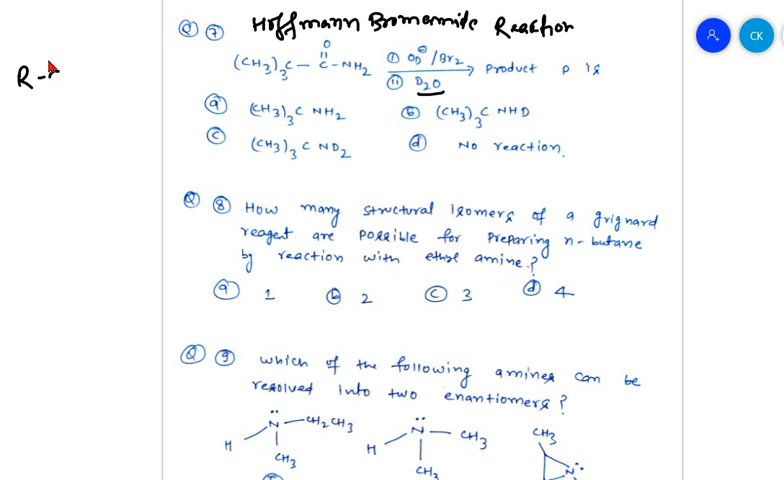 Hoffmann Bromamide Reaction
Q 7
(CH3)3C - C(=O) - NH2 (i) OD⊖/Br2 (ii) D2O → Product P is
(a) (CH3)3C NH2 (b) (CH3)3C NHD
(c) (CH3)3C ND2 (d) No reaction.
R-
Q 8 How many structural Isomers of a grignard
reagent are possible for preparing n-butane
by reaction with ethyl amine?
(a) 1 (b) 2 (c) 3 (d) 4
Q 9 which of the following amines can be
resolved into two enantiomers?
H N CH2CH3 CH3
H N CH3 CH3
CH3 N
CK